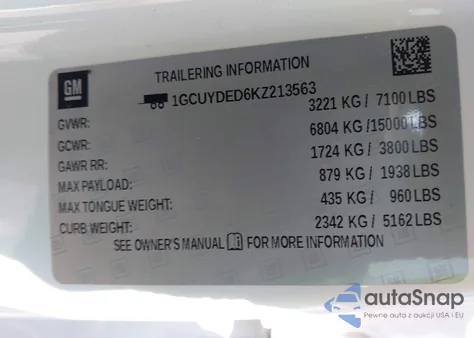 GM
TRAILERING INFORMATION
1GCUYDED6KZ213563
GVWR: 3221 KG / 7100 LBS
GCWR: 6804 KG /15000 LBS
GAWR RR: 1724 KG / 3800 LBS
MAX PAYLOAD: 879 KG / 1938 LBS
MAX TONGUE WEIGHT: 435 KG / 960 LBS
CURB WEIGHT: 2342 KG / 5162 LBS
SEE OWNER'S MANUAL FOR MORE INFORMATION
autoSnap
Pewne auta z aukcji USA i EU